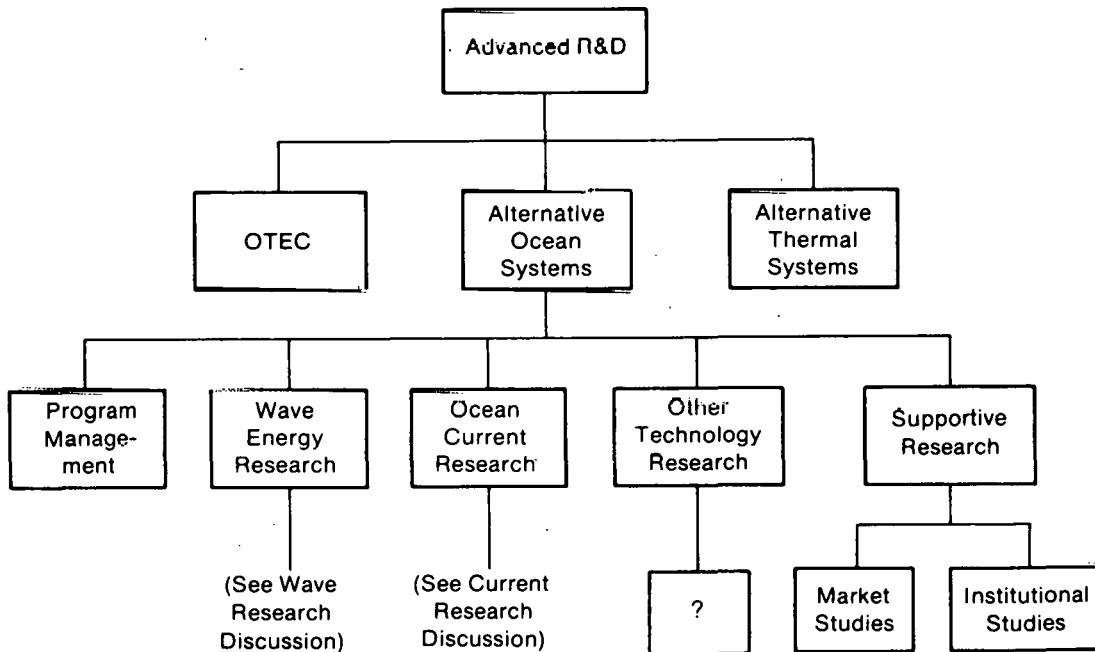 Advanced R&D
OTEC
Alternative
Ocean
Systems
Alternative
Thermal
Systems
Program
Manage-
ment
Wave
Energy
Research
Ocean
Current
Research
Other
Technology
Research
Supportive
Research
(See Wave
Research
Discussion)
(See Current
Research
Discussion)
?
Market
Studies
Institutional
Studies